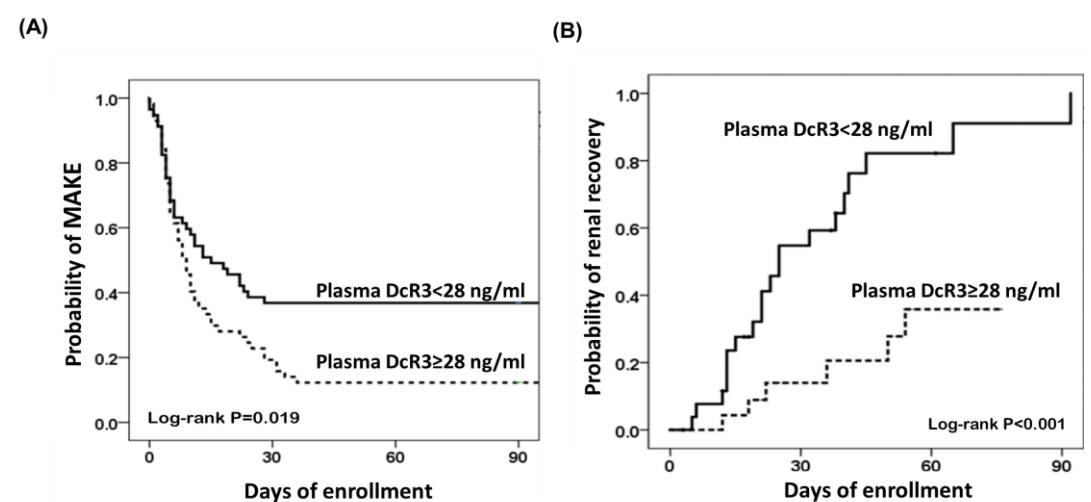 (A)
Probability of MAKE
1.0
0.8
0.6
0.4
0.2
0.0
Plasma DcR3<28 ng/ml
Plasma DcR3≥28 ng/ml
Log-rank P=0.019
0 30 60 90
Days of enrollment
(B)
Probability of renal recovery
1.0
0.8
0.6
0.4
0.2
0.0
Plasma DcR3<28 ng/ml
Plasma DcR3≥28 ng/ml
Log-rank P<0.001
0 30 60 90
Days of enrollment